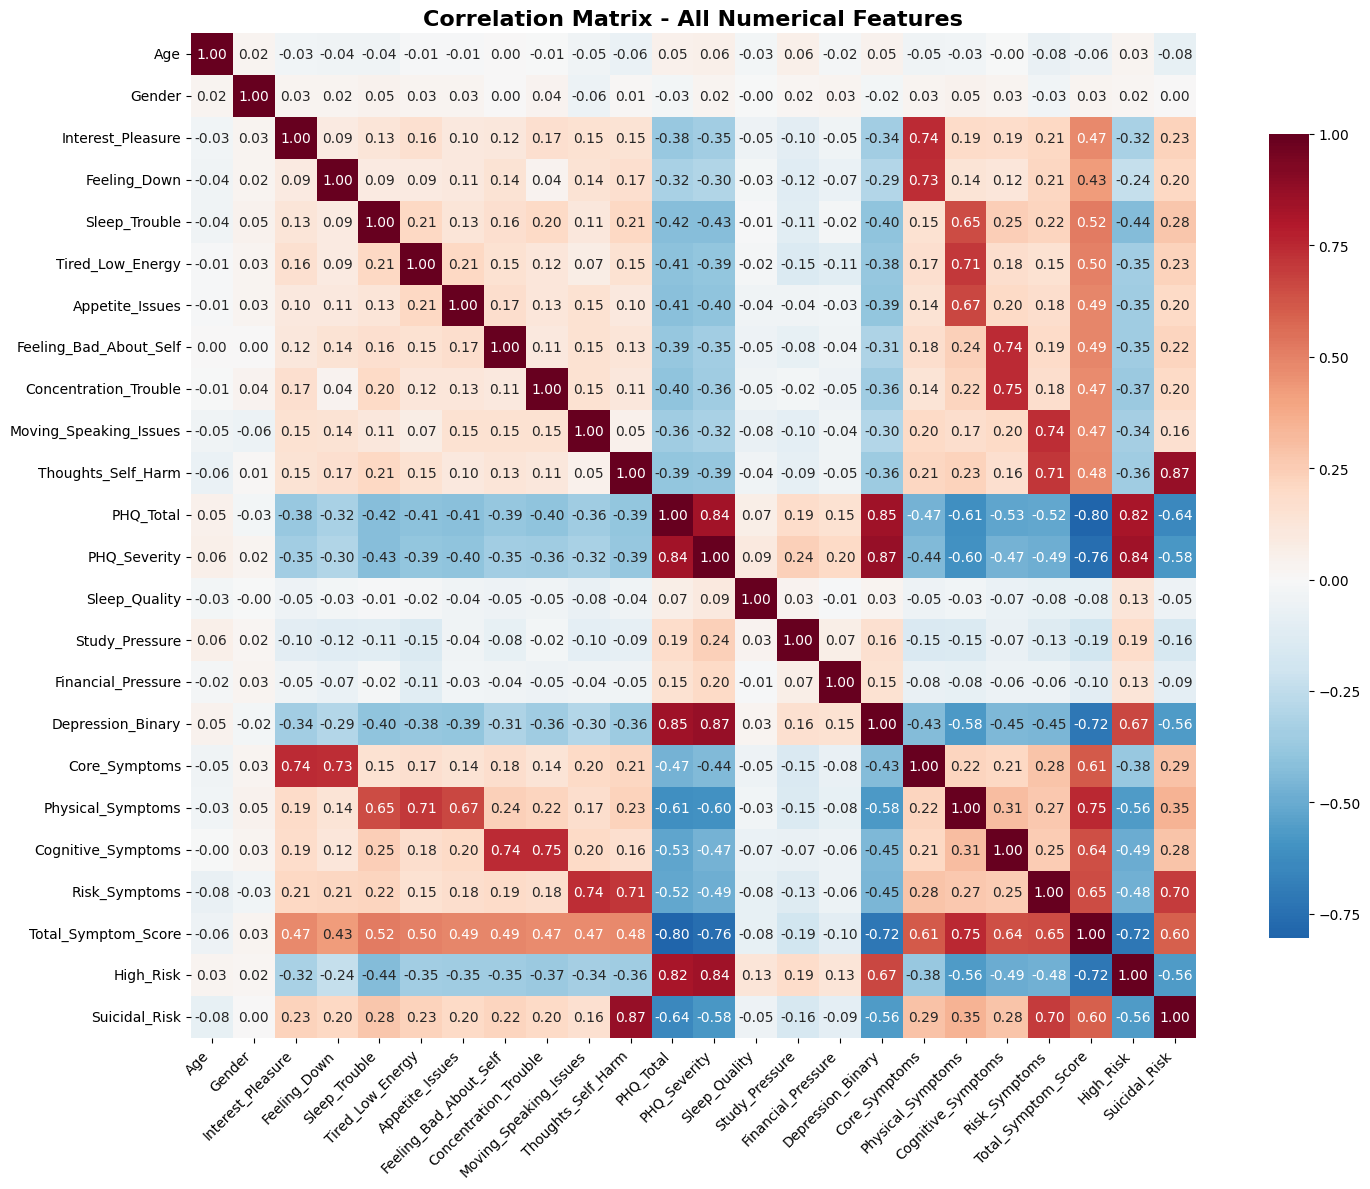 Correlation Matrix - All Numerical Features
Age 1.00 0.02 -0.03 -0.04 -0.04 -0.01 -0.01 0.00 -0.01 -0.05 -0.06 0.05 0.06 -0.03 0.06 -0.02 0.05 -0.05 -0.03 -0.00 -0.08 -0.06 0.03 -0.08
Gender 0.02 1.00 0.03 0.02 0.05 0.03 0.03 0.00 0.04 -0.06 0.01 -0.03 0.02 -0.00 0.02 0.03 -0.02 0.03 0.05 0.03 -0.03 0.03 0.02 0.00
Interest_Pleasure -0.03 0.03 1.00 0.09 0.13 0.16 0.10 0.12 0.17 0.15 0.15 -0.38 -0.35 -0.05 -0.10 -0.05 -0.34 0.74 0.19 0.19 0.21 0.47 -0.32 0.23
Feeling_Down -0.04 0.02 0.09 1.00 0.09 0.09 0.11 0.14 0.04 0.14 0.17 -0.32 -0.30 -0.03 -0.12 -0.07 -0.29 0.73 0.14 0.12 0.21 0.43 -0.24 0.20
Sleep_Trouble -0.04 0.05 0.13 0.09 1.00 0.21 0.13 0.16 0.20 0.11 0.21 -0.42 -0.43 -0.01 -0.11 -0.02 -0.40 0.15 0.65 0.25 0.22 0.52 -0.44 0.28
Tired_Low_Energy -0.01 0.03 0.16 0.09 0.21 1.00 0.21 0.15 0.12 0.07 0.15 -0.41 -0.39 -0.02 -0.15 -0.11 -0.38 0.17 0.71 0.18 0.15 0.50 -0.35 0.23
Appetite_Issues -0.01 0.03 0.10 0.11 0.13 0.21 1.00 0.17 0.13 0.15 0.10 -0.41 -0.40 -0.04 -0.04 -0.03 -0.39 0.14 0.67 0.20 0.18 0.49 -0.35 0.20
Feeling_Bad_About_Self 0.00 0.00 0.12 0.14 0.16 0.15 0.17 1.00 0.11 0.15 0.13 -0.39 -0.35 -0.05 -0.08 -0.04 -0.31 0.18 0.24 0.74 0.19 0.49 -0.35 0.22
Concentration_Trouble -0.01 0.04 0.17 0.04 0.20 0.12 0.13 0.11 1.00 0.15 0.11 -0.40 -0.36 -0.05 -0.02 -0.05 -0.36 0.14 0.22 0.75 0.18 0.47 -0.37 0.20
Moving_Speaking_Issues -0.05 -0.06 0.15 0.14 0.11 0.07 0.15 0.15 0.15 1.00 0.05 -0.36 -0.32 -0.08 -0.10 -0.04 -0.30 0.20 0.17 0.20 0.74 0.47 -0.34 0.16
Thoughts_Self_Harm -0.06 0.01 0.15 0.17 0.21 0.15 0.10 0.13 0.11 0.05 1.00 -0.39 -0.39 -0.04 -0.09 -0.05 -0.36 0.21 0.23 0.16 0.71 0.48 -0.36 0.87
PHQ_Total 0.05 -0.03 -0.38 -0.32 -0.42 -0.41 -0.41 -0.39 -0.40 -0.36 -0.39 1.00 0.84 0.07 0.19 0.15 0.85 -0.47 -0.61 -0.53 -0.52 -0.80 0.82 -0.64
PHQ_Severity 0.06 0.02 -0.35 -0.30 -0.43 -0.39 -0.40 -0.35 -0.36 -0.32 -0.39 0.84 1.00 0.09 0.24 0.20 0.87 -0.44 -0.60 -0.47 -0.49 -0.76 0.84 -0.58
Sleep_Quality -0.03 -0.00 -0.05 -0.03 -0.01 -0.02 -0.04 -0.05 -0.05 -0.08 -0.04 0.07 0.09 1.00 0.03 -0.01 0.03 -0.05 -0.03 -0.07 -0.08 -0.08 0.13 -0.05
Study_Pressure 0.06 0.02 -0.10 -0.12 -0.11 -0.15 -0.04 -0.08 -0.02 -0.10 -0.09 0.19 0.24 0.03 1.00 0.07 0.16 -0.15 -0.15 -0.07 -0.13 -0.19 0.19 -0.16
Financial_Pressure -0.02 0.03 -0.05 -0.07 -0.02 -0.11 -0.03 -0.04 -0.05 -0.04 -0.05 0.15 0.20 -0.01 0.07 1.00 0.15 -0.08 -0.08 -0.06 -0.06 -0.10 0.13 -0.09
Depression_Binary 0.05 -0.02 -0.34 -0.29 -0.40 -0.38 -0.39 -0.31 -0.36 -0.30 -0.36 0.85 0.87 0.03 0.16 0.15 1.00 -0.43 -0.58 -0.45 -0.45 -0.72 0.67 -0.56
Core_Symptoms -0.05 0.03 0.74 0.73 0.15 0.17 0.14 0.18 0.14 0.20 0.21 -0.47 -0.44 -0.05 -0.15 -0.08 -0.43 1.00 0.22 0.21 0.28 0.61 -0.38 0.29
Physical_Symptoms -0.03 0.05 0.19 0.14 0.65 0.71 0.67 0.24 0.22 0.17 0.23 -0.61 -0.60 -0.03 -0.15 -0.08 -0.58 0.22 1.00 0.31 0.27 0.75 -0.56 0.35
Cognitive_Symptoms -0.00 0.03 0.19 0.12 0.25 0.18 0.20 0.74 0.75 0.20 0.16 -0.53 -0.47 -0.07 -0.07 -0.06 -0.45 0.21 0.31 1.00 0.25 0.64 -0.49 0.28
Risk_Symptoms -0.08 -0.03 0.21 0.21 0.22 0.15 0.18 0.19 0.18 0.74 0.71 -0.52 -0.49 -0.08 -0.13 -0.06 -0.45 0.28 0.27 0.25 1.00 0.65 -0.48 0.70
Total_Symptom_Score -0.06 0.03 0.47 0.43 0.52 0.50 0.49 0.49 0.47 0.47 0.48 -0.80 -0.76 -0.08 -0.19 -0.10 -0.72 0.61 0.75 0.64 0.65 1.00 -0.72 0.60
High_Risk 0.03 0.02 -0.32 -0.24 -0.44 -0.35 -0.35 -0.35 -0.37 -0.34 -0.36 0.82 0.84 0.13 0.19 0.13 0.67 -0.38 -0.56 -0.49 -0.48 -0.72 1.00 -0.56
Suicidal_Risk -0.08 0.00 0.23 0.20 0.28 0.23 0.20 0.22 0.20 0.16 0.87 -0.64 -0.58 -0.05 -0.16 -0.09 -0.56 0.29 0.35 0.28 0.70 0.60 -0.56 1.00
Age
Gender
Interest_Pleasure
Feeling_Down
Sleep_Trouble
Tired_Low_Energy
Appetite_Issues
Feeling_Bad_About_Self
Concentration_Trouble
Moving_Speaking_Issues
Thoughts_Self_Harm
PHQ_Total
PHQ_Severity
Sleep_Quality
Study_Pressure
Financial_Pressure
Depression_Binary
Core_Symptoms
Physical_Symptoms
Cognitive_Symptoms
Risk_Symptoms
Total_Symptom_Score
High_Risk
Suicidal_Risk
1.00
0.75
0.50
0.25
0.00
−0.25
−0.50
−0.75